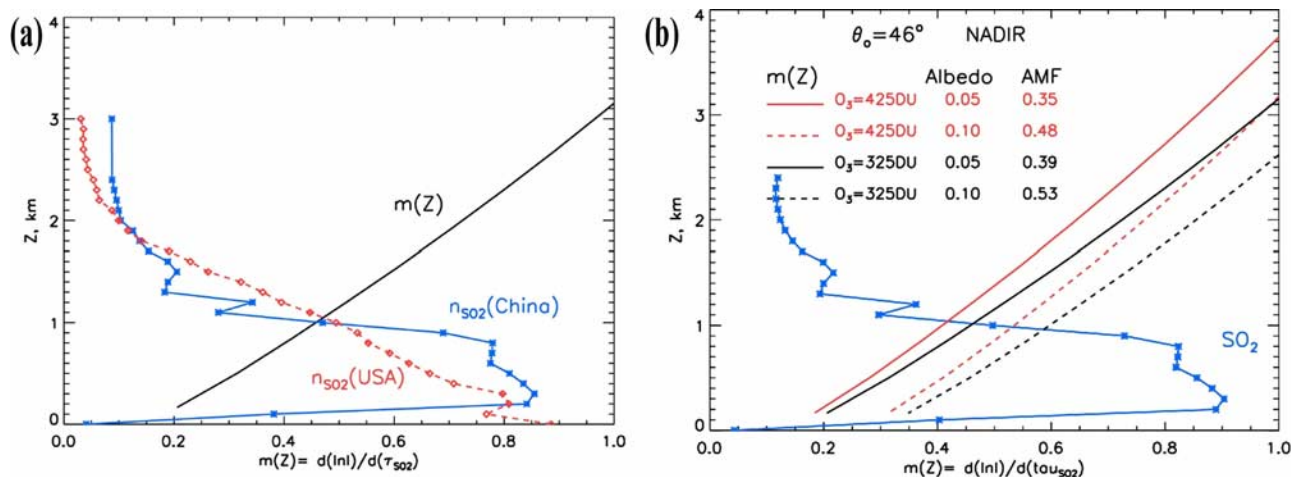 (a)
4
3
2
1
0
Z, km
m(Z)
n_SO2(China)
n_SO2(USA)
0.0 0.2 0.4 0.6 0.8 1.0
m(Z)= d(lnI)/d(τ_SO2)
(b)
4
3
2
1
0
Z, km
θ_o=46° NADIR
m(Z) Albedo AMF
O₃=425DU 0.05 0.35
O₃=425DU 0.10 0.48
O₃=325DU 0.05 0.39
O₃=325DU 0.10 0.53
SO₂
0.0 0.2 0.4 0.6 0.8 1.0
m(Z)= d(lnI)/d(tau_SO2)